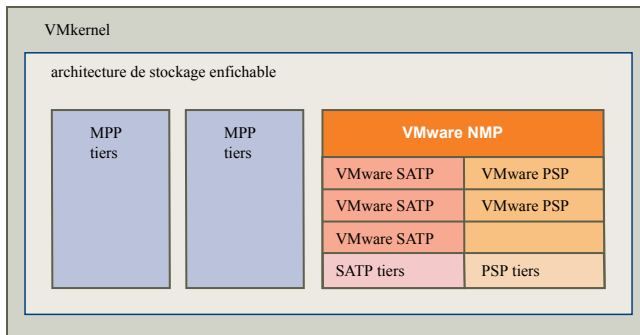 VMkernel
architecture de stockage enfichable
MPP
tiers
MPP
tiers
VMware NMP
VMware SATP
VMware PSP
VMware SATP
VMware PSP
VMware SATP
SATP tiers
PSP tiers